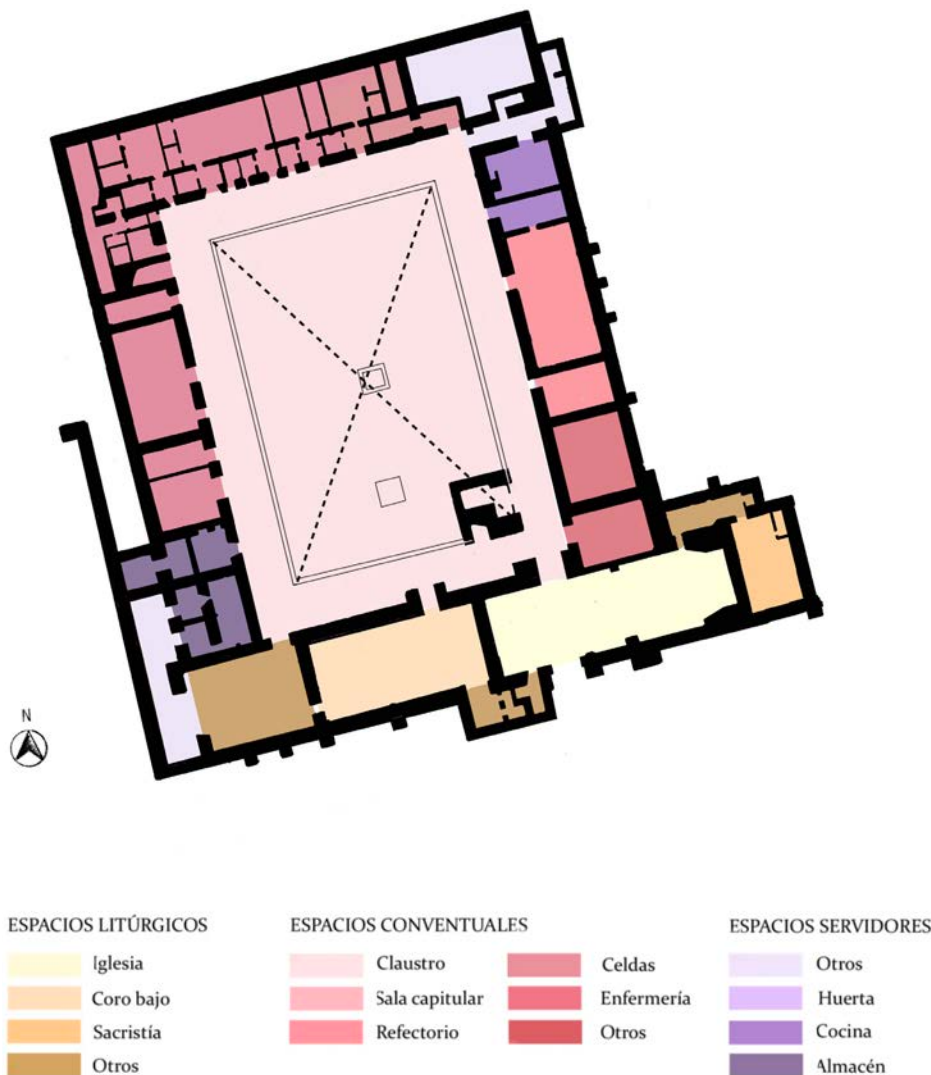 N
ESPACIOS LITÚRGICOS
Iglesia
Coro bajo
Sacristía
Otros
ESPACIOS CONVENTUALES
Claustro
Sala capitular
Refectorio
Celdas
Enfermería
Otros
ESPACIOS SERVIDORES
Otros
Huerta
Cocina
Almacén